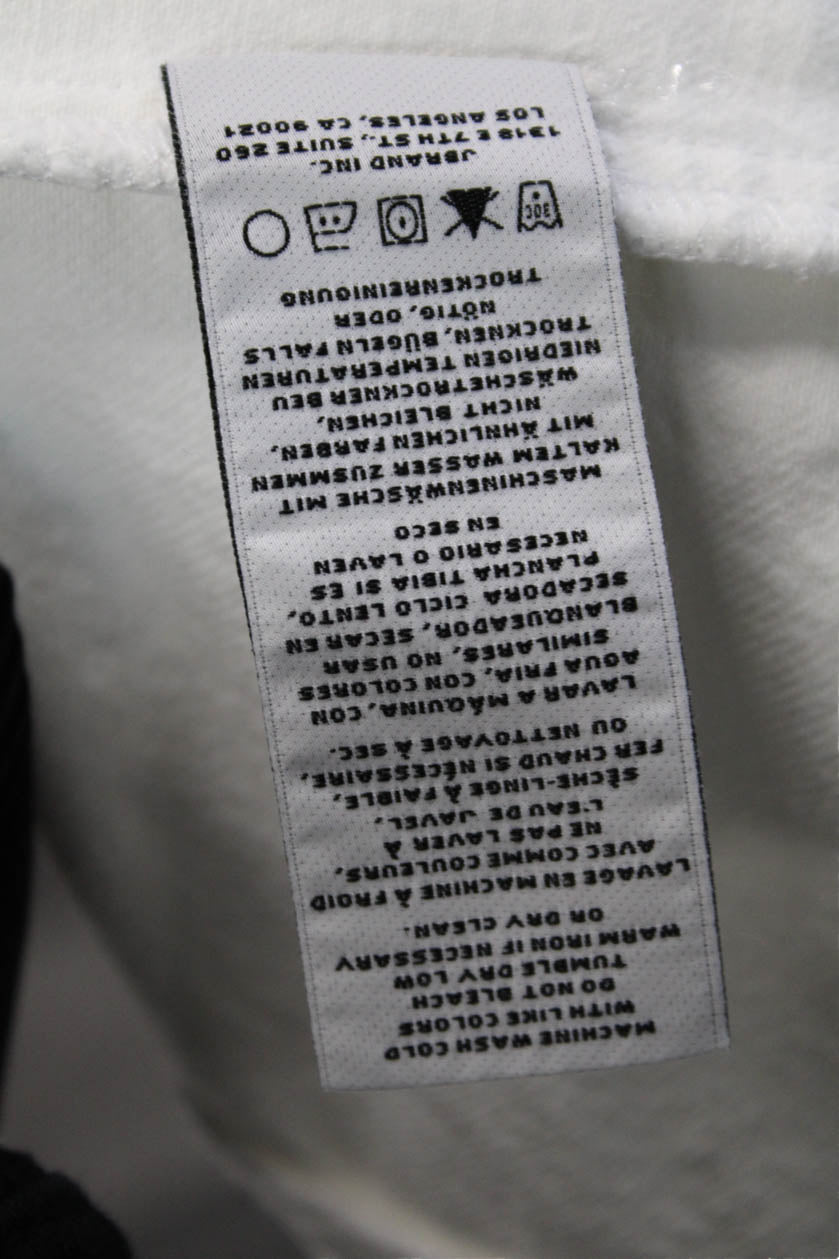 MACHINE WASH COLD
WITH LIKE COLORS
DO NOT BLEACH
TUMBLE DRY LOW
WARM IRON IF NECESSARY
OR DRY CLEAN.
LAVAGE EN MACHINE À FROID
AVEC COMME COULEURS,
NE PAS LAVER À
L'EAU DE JAVEL,
SÈCHE-LINGE À FAIBLE,
FER CHAUD SI NÉCESSAIRE,
OU NETTOYAGE À SEC.
LAVAR A MÁQUINA, CON
AGUA FRIA, CON COLORES
SIMILARES, NO USAR
BLANQUEADOR, SECAR EN
SECADORA CICLO LENTO,
PLANCHA TIBIA SI ES
NECESARIO O LAVEN
EN SECO
MASCHINENWÄSCHE MIT
KALTEM WASSER ZUSMMEN
MIT ÄHNLICHEN FARBEN,
NICHT BLEICHEN,
WÄSCHETROCKNER BEU
NIEDRIGEN TEMPERATUREN
TROCKNEN, BÜGELN FALLS
NÖTIG, ODER
TROCKENREINIGUNG
30C
JBRAND INC.
1318 E 7TH ST., SUITE 260
LOS ANGELES, CA 90021